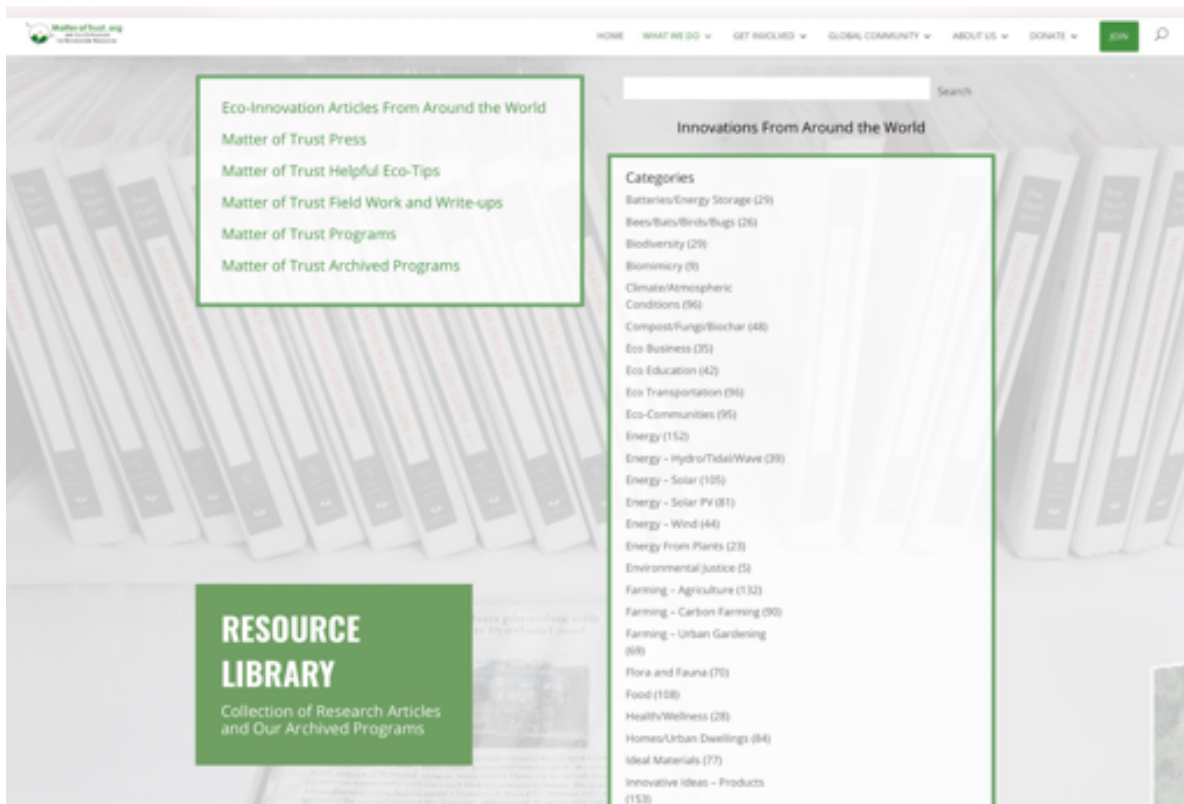 MatterofTrust.org
HOME
WHAT WE DO
GET INVOLVED
GLOBAL COMMUNITY
ABOUT US
DONATE
JOIN
Eco-Innovation Articles From Around the World
Matter of Trust Press
Matter of Trust Helpful Eco-Tips
Matter of Trust Field Work and Write-ups
Matter of Trust Programs
Matter of Trust Archived Programs
RESOURCE
LIBRARY
Collection of Research Articles
and Our Archived Programs
Search
Innovations From Around the World
Categories
Batteries/Energy Storage (29)
Bees/Bats/Birds/Bugs (26)
Biodiversity (29)
Biomimicry (9)
Climate/Atmospheric
Conditions (96)
Compost/Fungi/Biochar (48)
Eco Business (35)
Eco Education (42)
Eco Transportation (96)
Eco-Communities (95)
Energy (152)
Energy – Hydro/Tidal/Wave (39)
Energy – Solar (105)
Energy – Solar PV (81)
Energy – Wind (44)
Energy From Plants (23)
Environmental Justice (5)
Farming – Agriculture (132)
Farming – Carbon Farming (90)
Farming – Urban Gardening
(69)
Flora and Fauna (70)
Food (108)
Health/Wellness (28)
Homes/Urban Dwellings (84)
Ideal Materials (77)
Innovative Ideas – Products
(153)